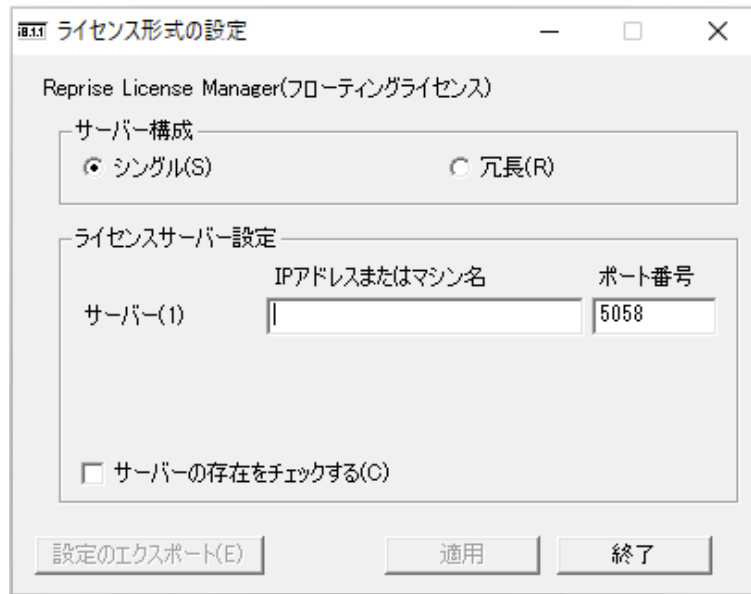 i8.1.1 ライセンス形式の設定
Reprise License Manager(フローティングライセンス)
サーバー構成
シングル(S) 冗長(R)
ライセンスサーバー設定
IPアドレスまたはマシン名 ポート番号
サーバー(1) 5058
サーバーの存在をチェックする(C)
設定のエクスポート(E) 適用 終了